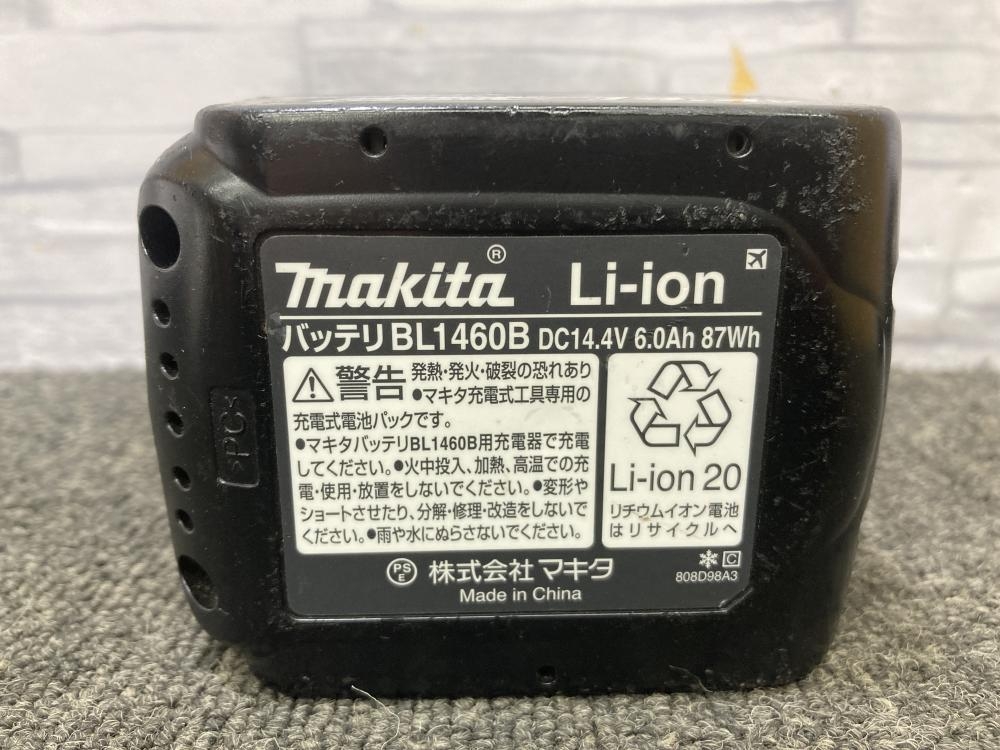 makita® Li-ion
バッテリBL1460B DC14.4V 6.0Ah 87Wh
警告 発熱・発火・破裂の恐れあり
●マキタ充電式工具専用の
充電式電池パックです。
●マキタバッテリBL1460B用充電器で充電
してください。●火中投入、加熱、高温での充
電・使用・放置をしないでください。●変形や
ショートさせたり、分解・修理・改造をしないで
ください。●雨や水にぬらさないでください。
Li-ion 20
リチウムイオン電池
はリサイクルへ
PSE 株式会社マキタ
Made in China
C
808D98A3
>PC<